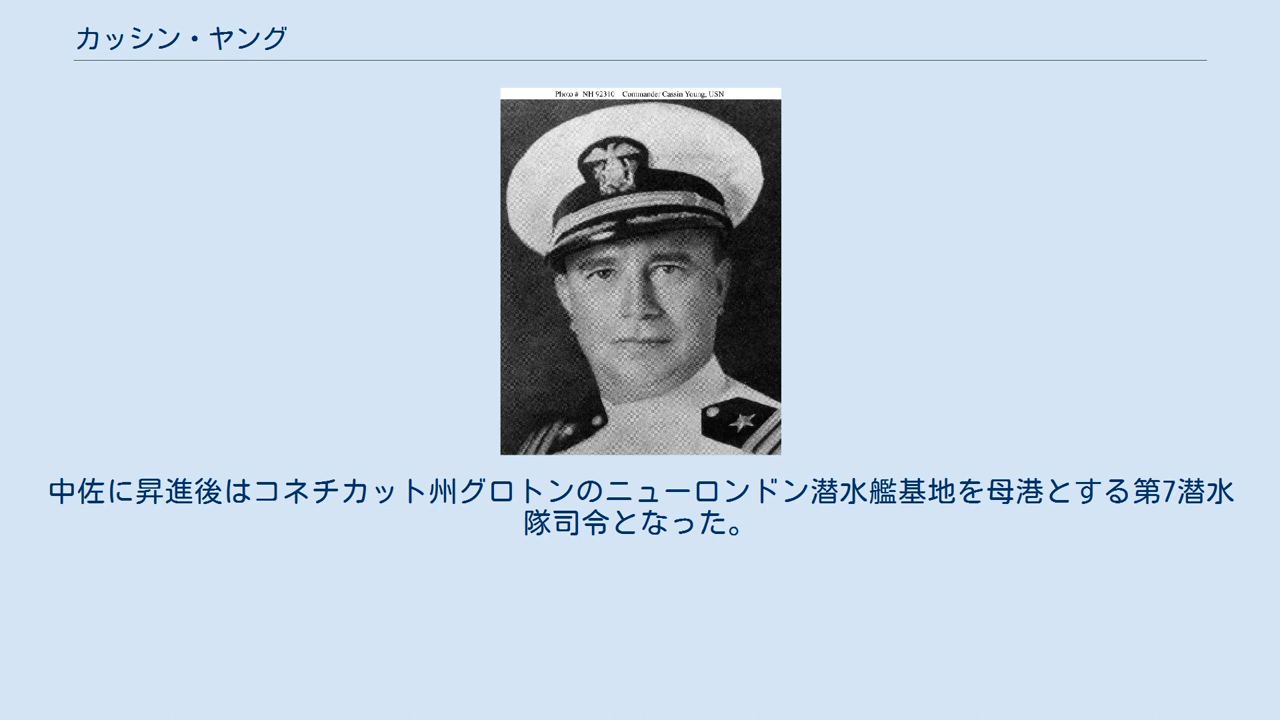 カッシン・ヤング
Photo # NH 92310 Commander Cassin Young, USN
中佐に昇進後はコネチカット州グロトンのニューロンドン潜水艦基地を母港とする第7潜水
隊司令となった。